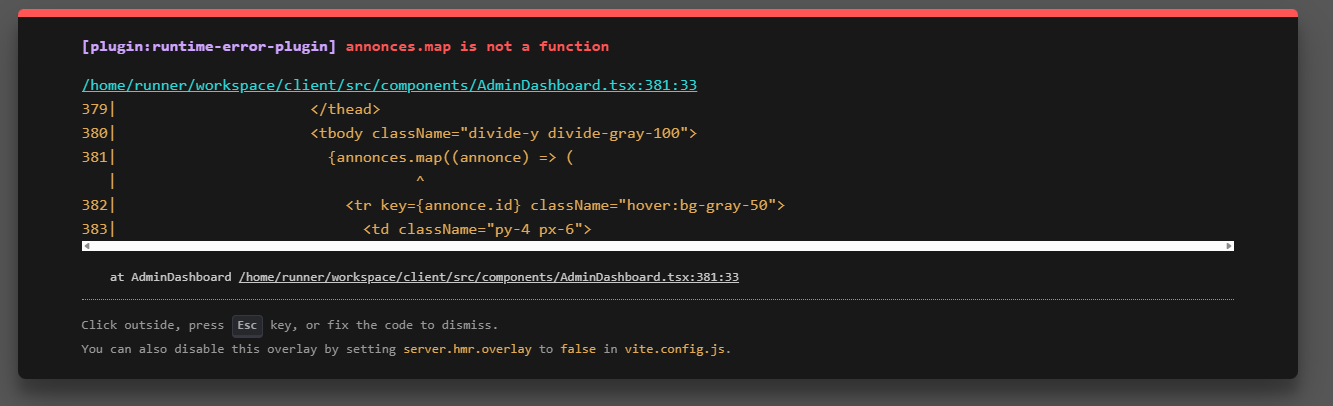 [plugin:runtime-error-plugin] annonces.map is not a function
/home/runner/workspace/client/src/components/AdminDashboard.tsx:381:33
379|                      </thead>
380|                      <tbody className="divide-y divide-gray-100">
381|                        {annonces.map((annonce) => (
   |                                  ^
382|                          <tr key={annonce.id} className="hover:bg-gray-50">
383|                            <td className="py-4 px-6">
at AdminDashboard /home/runner/workspace/client/src/components/AdminDashboard.tsx:381:33
Click outside, press Esc key, or fix the code to dismiss.
You can also disable this overlay by setting server.hmr.overlay to false in vite.config.js.